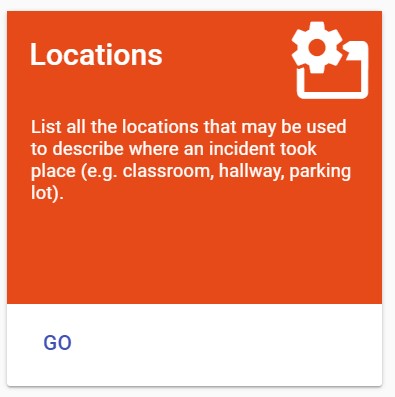 Locations
List all the locations that may be used
to describe where an incident took
place (e.g. classroom, hallway, parking
lot).
GO